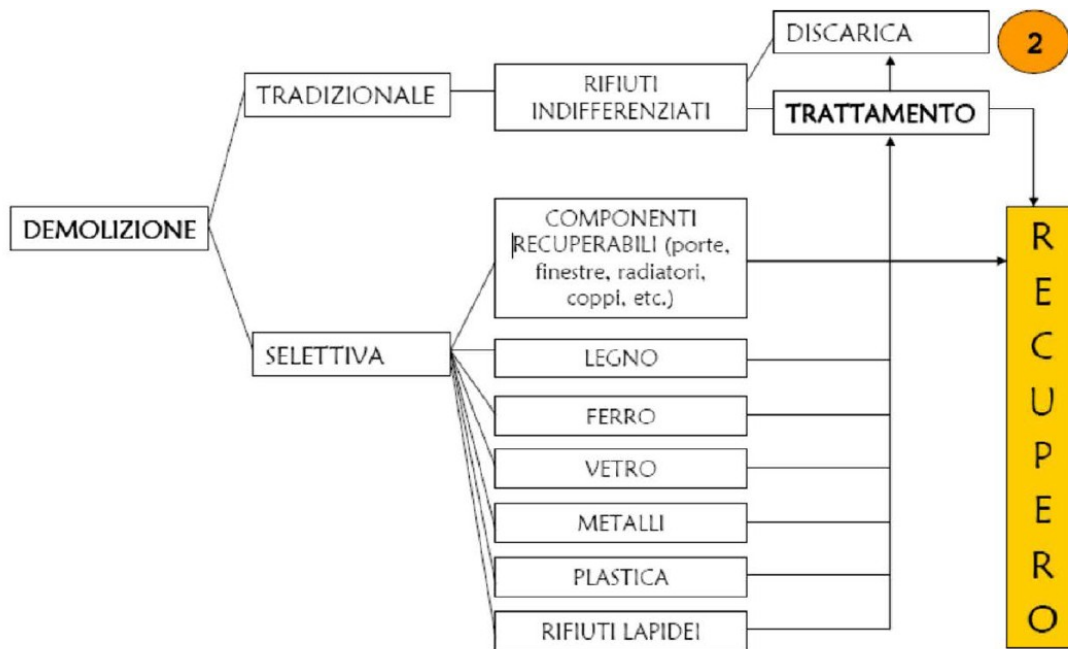 DISCARICA
2
TRADIZIONALE
RIFIUTI
INDIFFERENZIATI
TRATTAMENTO
DEMOLIZIONE
COMPONENTI
RECUPERABILI (porte,
finestre, radiatori,
coppi, etc.)
SELETTIVA
LEGNO
FERRO
VETRO
METALLI
PLASTICA
RIFIUTI LAPIDEI
R
E
C
U
P
E
R
O